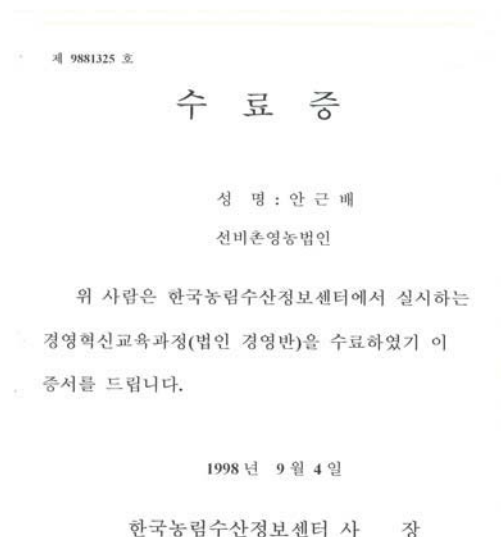 제 9881325 호
수 료 증
성 명 : 안 근 배
선비촌영농법인
위 사람은 한국농림수산정보센터에서 실시하는
경영혁신교육과정(법인 경영반)을 수료하였기 이
증서를 드립니다.
1998 년 9 월 4 일
한국농림수산정보센터 사 장